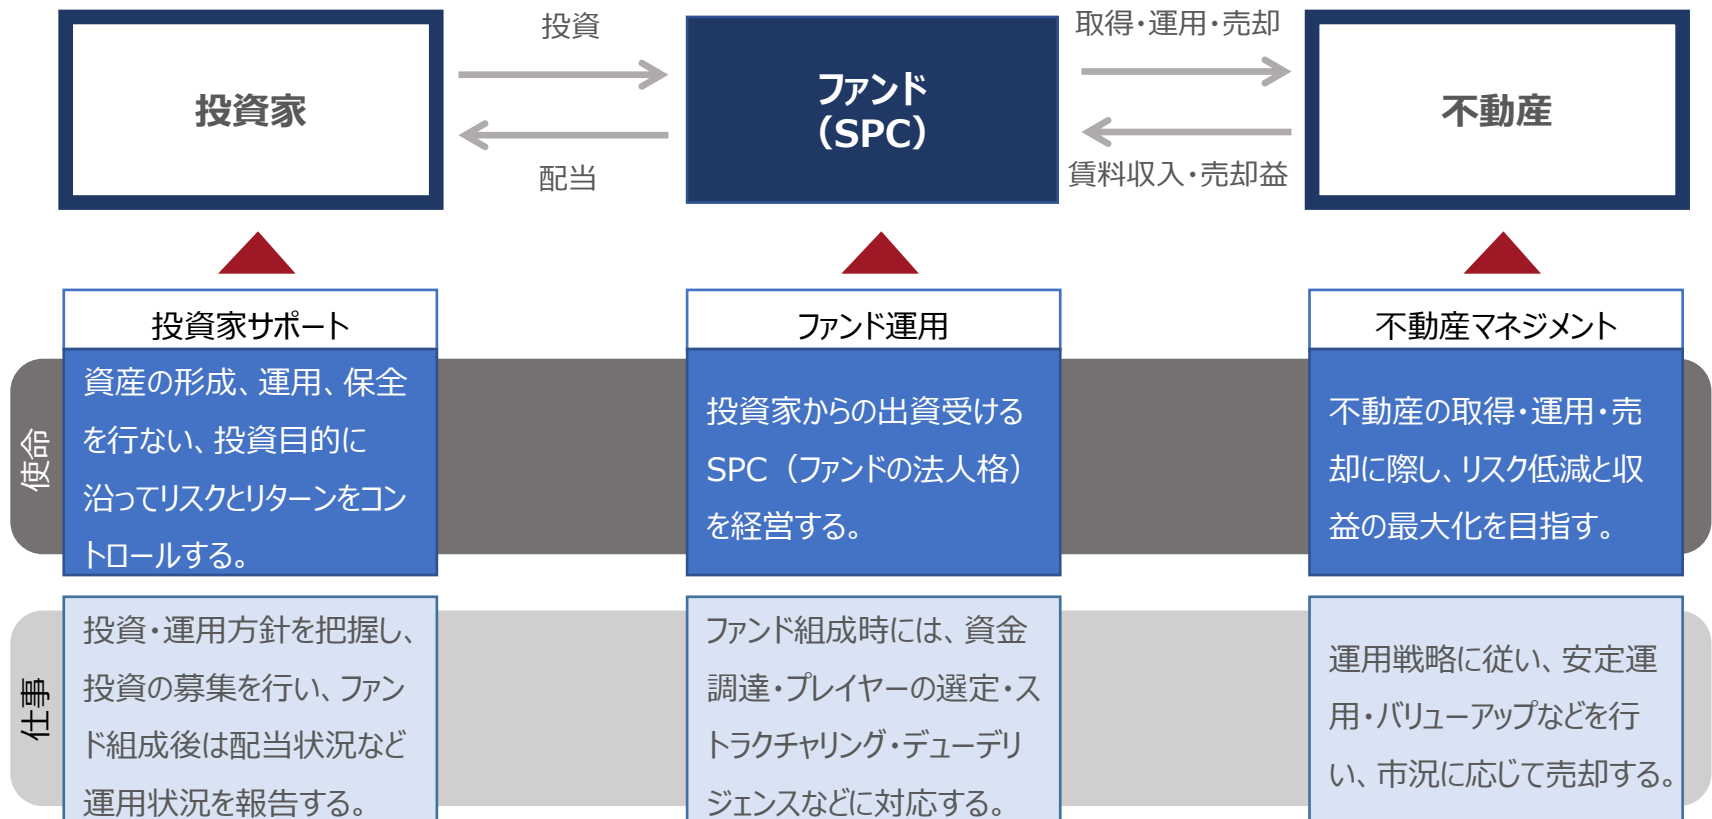 投資家
投資
配当
ファンド
（SPC）
取得・運用・売却
賃料収入・売却益
不動産
投資家サポート
ファンド運用
不動産マネジメント
使命
資産の形成、運用、保全
を行ない、投資目的に
沿ってリスクとリターンをコン
トロールする。
投資家からの出資受ける
SPC（ファンドの法人格）
を経営する。
不動産の取得・運用・売
却に際し、リスク低減と収
益の最大化を目指す。
仕事
投資・運用方針を把握し、
投資の募集を行い、ファン
ド組成後は配当状況など
運用状況を報告する。
ファンド組成時には、資金
調達・プレイヤーの選定・ス
トラクチャリング・デューデリ
ジェンスなどに対応する。
運用戦略に従い、安定運
用・バリューアップなどを行
い、市況に応じて売却する。